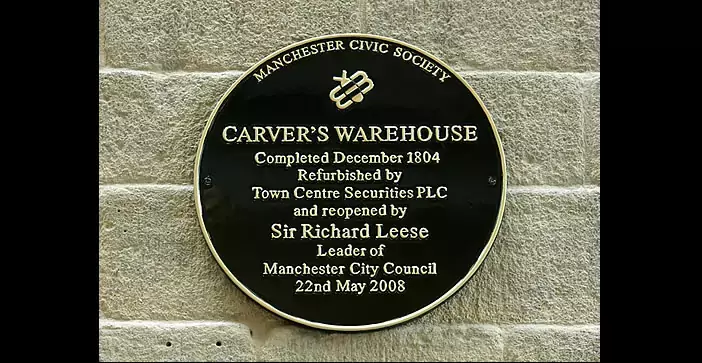 MANCHESTER CIVIC SOCIETY
CARVER'S WAREHOUSE
Completed December 1804
Refurbished by
Town Centre Securities PLC
and reopened by
Sir Richard Leese
Leader of
Manchester City Council
22nd May 2008